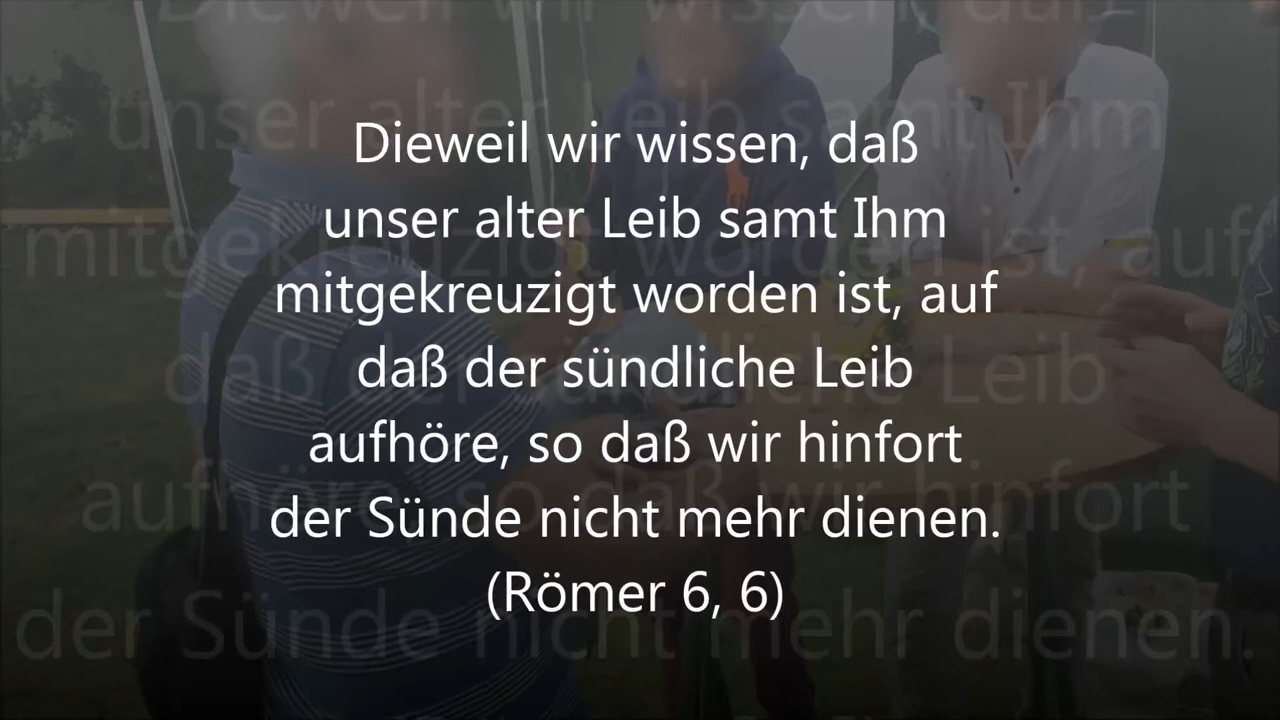 Dieweil wir wissen, daß
unser alter Leib samt Ihm
mitgekreuzigt worden ist, auf
daß der sündliche Leib
aufhöre, so daß wir hinfort
der Sünde nicht mehr dienen.
(Römer 6, 6)